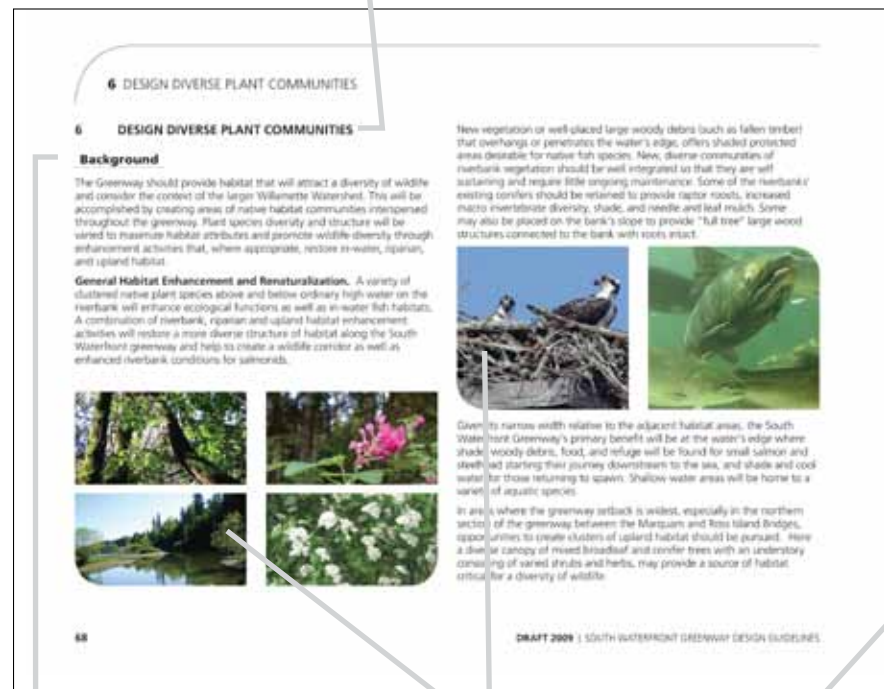 6 DESIGN DIVERSE PLANT COMMUNITIES
6 DESIGN DIVERSE PLANT COMMUNITIES
Background
The Greenway should provide habitat that will attract a diversity of wildlife
and consider the context of the larger Willamette Watershed. This will be
accomplished by creating areas of native habitat communities interspersed
throughout the greenway. Plant species diversity and structure will be
varied to maximize habitat attributes and promote wildlife diversity through
enhancement activities that, where appropriate, restore in-water, riparian,
and upland habitat.
General Habitat Enhancement and Renaturalization. A variety of
clustered native plant species above and below ordinary high water on the
riverbank will enhance ecological functions as well as in-water fish habitats.
A combination of riverbank, riparian and upland habitat enhancement
activities will restore a more diverse structure of habitat along the South
Waterfront greenway and help to create a wildlife corridor as well as
enhanced riverbank conditions for salmonids.
New vegetation or well-placed large woody debris (such as fallen timber)
that overhangs or penetrates the water's edge, offers shaded protected
areas desirable for native fish species. New, diverse communities of
riverbank vegetation should be well integrated so that they are self
sustaining and require little ongoing maintenance. Some of the riverbanks'
existing conifers should be retained to provide raptor roosts, increased
macro invertebrate diversity, shade, and needle and leaf mulch. Some
may also be placed on the bank's slope to provide "full tree" large wood
structures connected to the bank with roots intact.
Given its narrow width relative to the adjacent habitat areas, the South
Waterfront Greenway's primary benefit will be at the water's edge where
shade, woody debris, food, and refuge will be found for small salmon and
steelhead starting their journey downstream to the sea, and shade and cool
water for those returning to spawn. Shallow water areas will be home to a
variety of aquatic species.
In areas where the greenway setback is widest, especially in the northern
section of the greenway between the Marquam and Ross Island Bridges,
opportunities to create clusters of upland habitat should be pursued. Here
a diverse canopy of mixed broadleaf and conifer trees with an understory
consisting of varied shrubs and herbs, may provide a source of habitat
critical for a diversity of wildlife.
68
DRAFT 2009 | SOUTH WATERFRONT GREENWAY DESIGN GUIDELINES